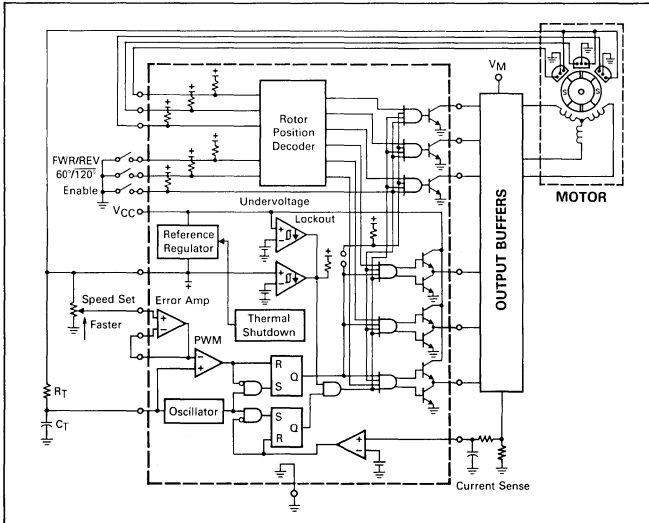 VM
MOTOR
S
S
+
+
+
Rotor
Position
Decoder
FWR/REV
60°/120°
Enable
+
+
+
VCC
Undervoltage
Lockout
+
-
Reference
Regulator
+
-
+
+
Thermal
Shutdown
Speed Set
Faster
Error Amp
+
-
PWM
-
+
R
S
Q
RT
CT
Oscillator
S
R
Q
+
-
OUTPUT BUFFERS
Current Sense